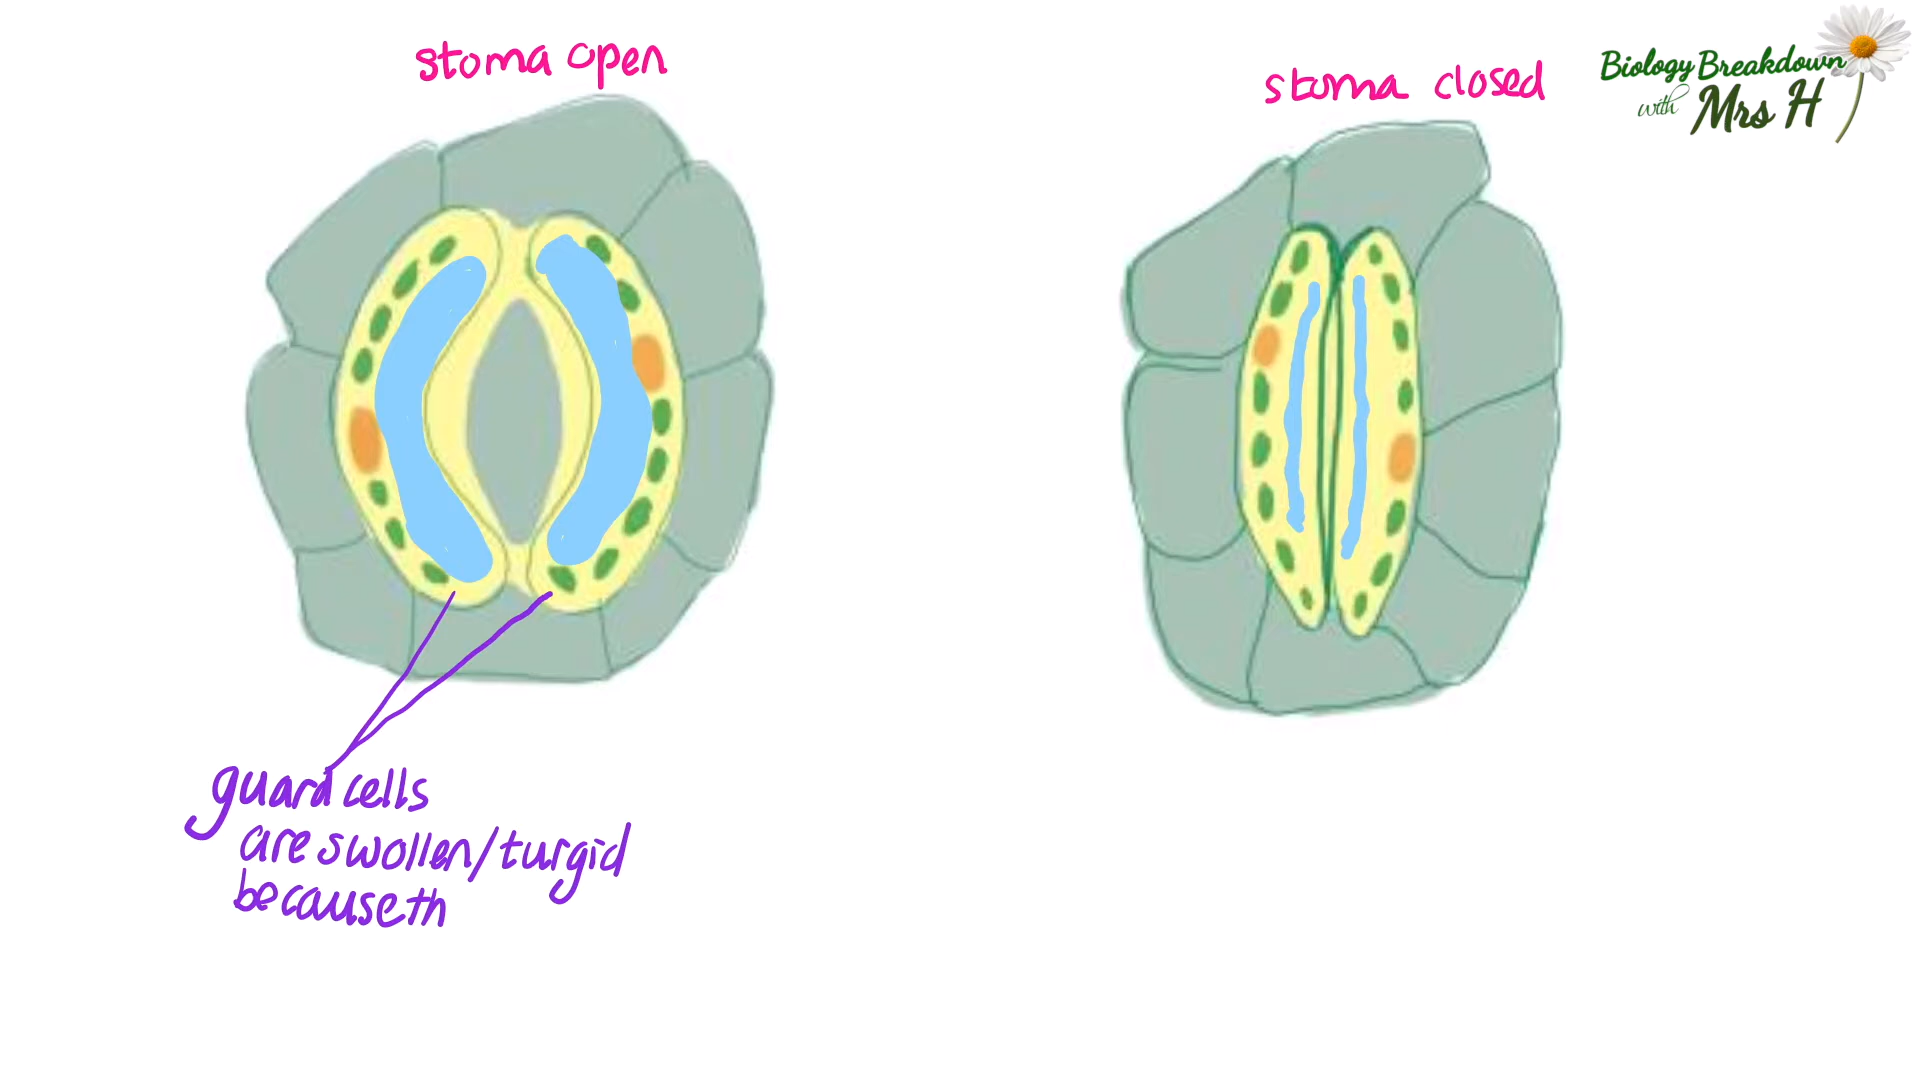 stoma open
stoma closed
Biology Breakdown
with Mrs H
guard cells
are swollen/turgid
because th